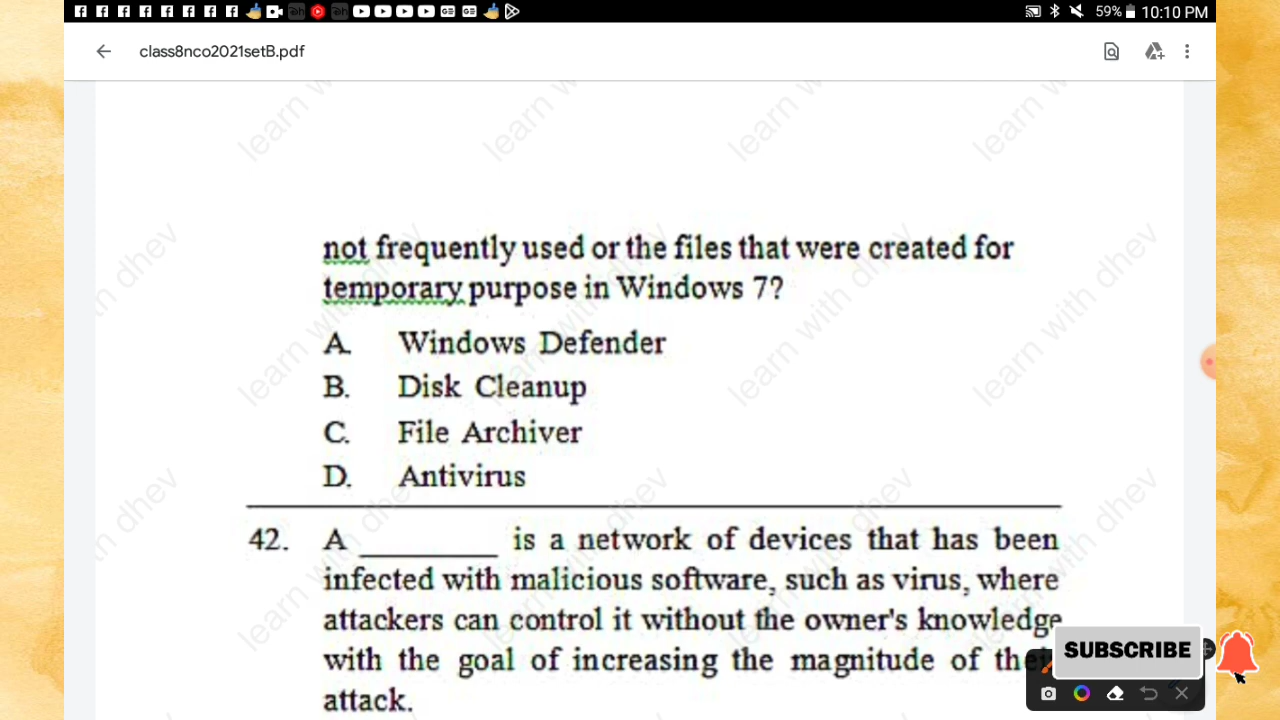 59% 10:10 PM
class8nco2021setB.pdf
not frequently used or the files that were created for
temporary purpose in Windows 7?
A. Windows Defender
B. Disk Cleanup
C. File Archiver
D. Antivirus
42. A ________ is a network of devices that has been
infected with malicious software, such as virus, where
attackers can control it without the owner's knowledge
with the goal of increasing the magnitude of
attack.
SUBSCRIBE
learn with dhev